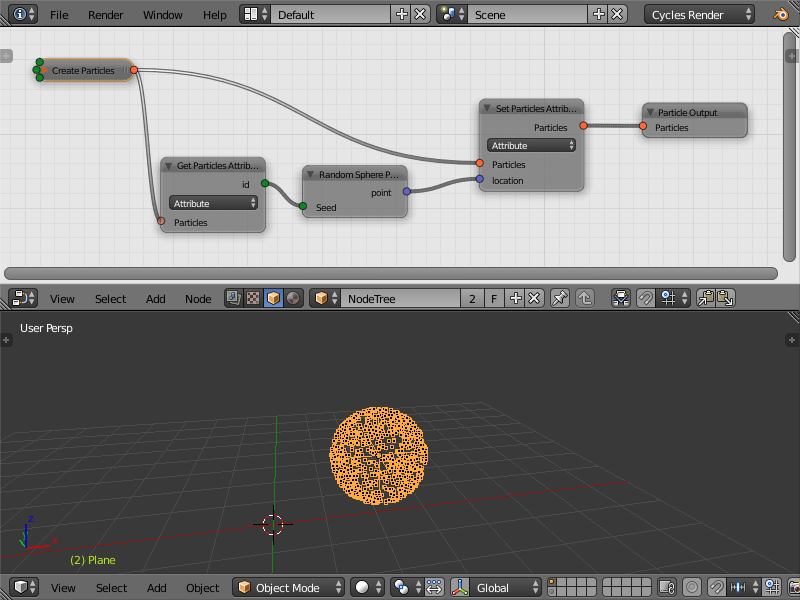 File Render Window Help Default Scene Cycles Render
Create Particles
Set Particles Attrib...
Particles
Attribute
Particles
location
Particle Output
Particles
Get Particles Attrib...
id
Attribute
Particles
Random Sphere P...
point
Seed
View Select Add Node NodeTree 2 F
User Persp
z
x
(2) Plane
View Select Add Object Object Mode Global